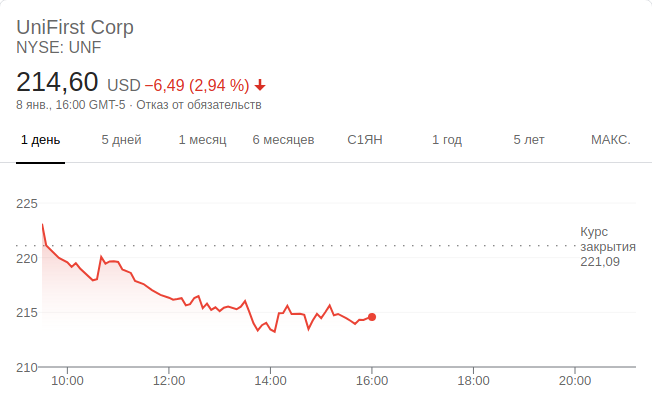 UniFirst Corp
NYSE: UNF
214,60 USD −6,49 (2,94 %)
8 янв., 16:00 GMT-5 · Отказ от обязательств
1 день 5 дней 1 месяц 6 месяцев С1ЯН 1 год 5 лет МАКС.
225
220
215
210
Курс
закрытия
221,09
10:00 12:00 14:00 16:00 18:00 20:00